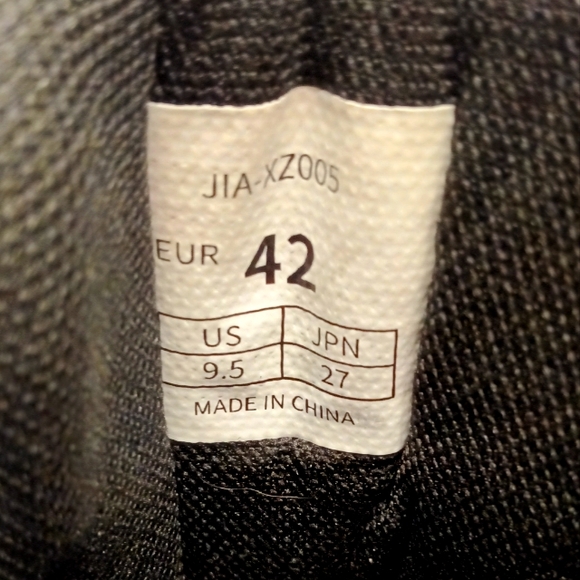 JIA-XZ005
EUR 42
US JPN
9.5 27
MADE IN CHINA